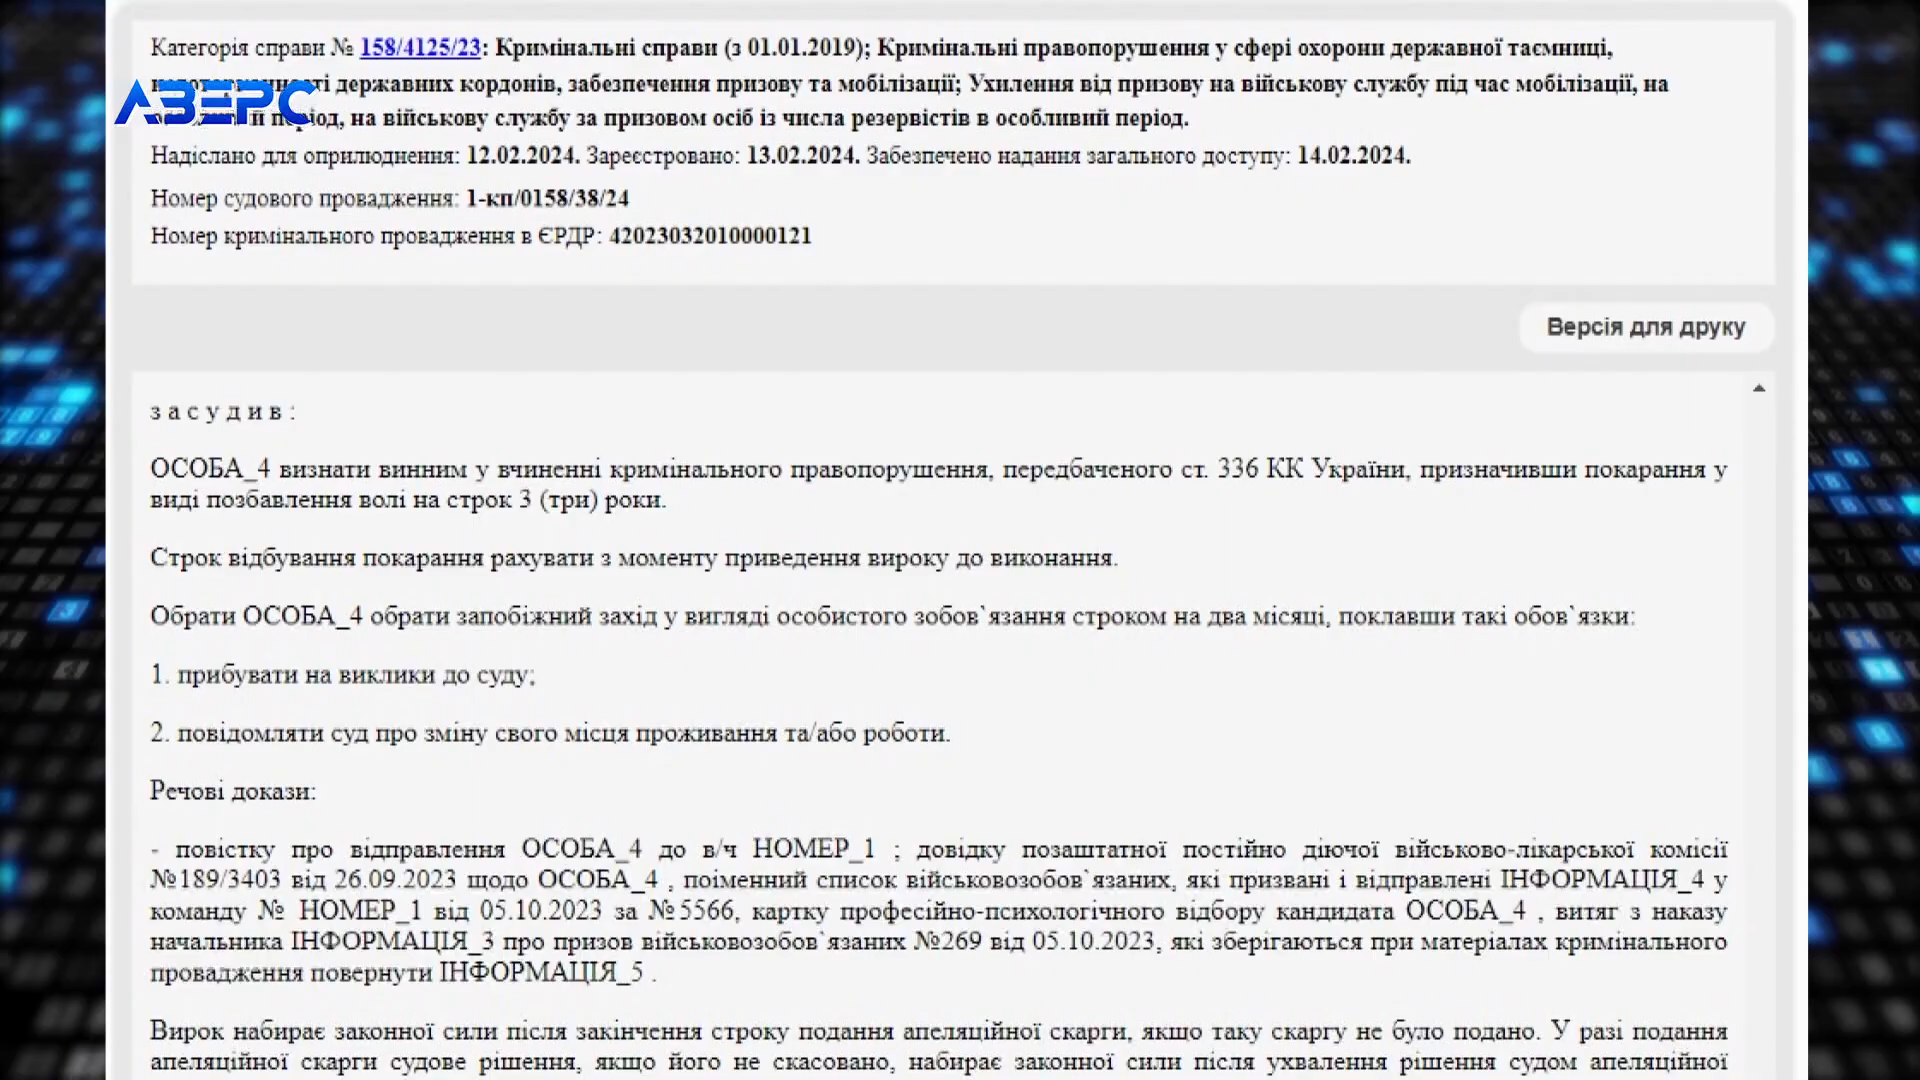 Категорія справи № 158/4125/23: Кримінальні справи (з 01.01.2019); Кримінальні правопорушення у сфері охорони державної таємниці,
АВЕРС
державних кордонів, забезпечення призову та мобілізації; Ухилення від призову на військову службу під час мобілізації, на
період, на військову службу за призовом осіб із числа резервістів в особливий період.
Надіслано для оприлюднення: 12.02.2024. Зареєстровано: 13.02.2024. Забезпечено надання загального доступу: 14.02.2024.
Номер судового провадження: 1-кп/0158/38/24
Номер кримінального провадження в ЄРДР: 42023032010000121
Версія для друку
з а с у д и в :
ОСОБА_4 визнати винним у вчиненні кримінального правопорушення, передбаченого ст. 336 КК України, призначивши покарання у
виді позбавлення волі на строк 3 (три) роки.
Строк відбування покарання рахувати з моменту приведення вироку до виконання.
Обрати ОСОБА_4 обрати запобіжний захід у вигляді особистого зобов`язання строком на два місяці, поклавши такі обов`язки:
1. прибувати на виклики до суду;
2. повідомляти суд про зміну свого місця проживання та/або роботи.
Речові докази:
- повістку про відправлення ОСОБА_4 до в/ч НОМЕР_1 ; довідку позаштатної постійно діючої військово-лікарської комісії
№189/3403 від 26.09.2023 щодо ОСОБА_4 , поіменний список військовозобов`язаних, які призвані і відправлені ІНФОРМАЦІЯ_4 у
команду № НОМЕР_1 від 05.10.2023 за №5566, картку професійно-психологічного відбору кандидата ОСОБА_4 , витяг з наказу
начальника ІНФОРМАЦІЯ_3 про призов військовозобов`язаних №269 від 05.10.2023, які зберігаються при матеріалах кримінального
провадження повернути ІНФОРМАЦІЯ_5 .
Вирок набирає законної сили після закінчення строку подання апеляційної скарги, якщо таку скаргу не було подано. У разі подання
апеляційної скарги судове рішення, якщо його не скасовано, набирає законної сили після ухвалення рішення судом апеляційної